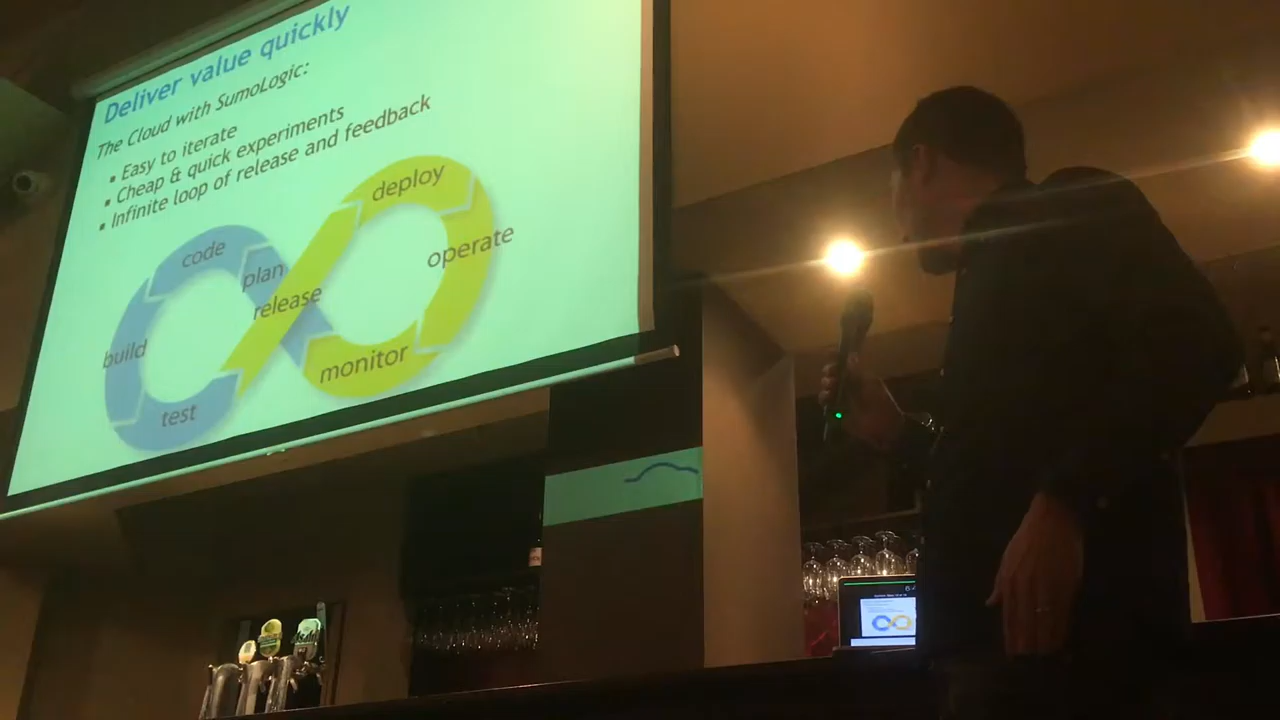 Deliver value quickly
The Cloud with SumoLogic:
▪ Easy to iterate
▪ Cheap & quick experiments
▪ Infinite loop of release and feedback
deploy
code
plan
operate
release
build
monitor
test